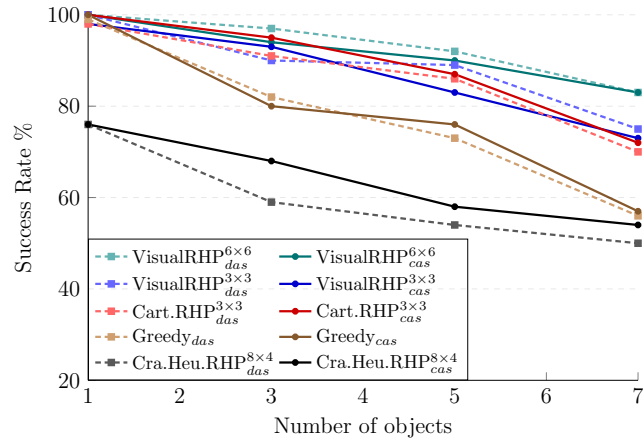 100
80
60
40
20
Success Rate %
VisualRHP^{6×6}_{das} VisualRHP^{6×6}_{cas}
VisualRHP^{3×3}_{das} VisualRHP^{3×3}_{cas}
Cart.RHP^{3×3}_{das} Cart.RHP^{3×3}_{cas}
Greedy_{das} Greedy_{cas}
Cra.Heu.RHP^{8×4}_{das} Cra.Heu.RHP^{8×4}_{cas}
1 2 3 4 5 6 7
Number of objects